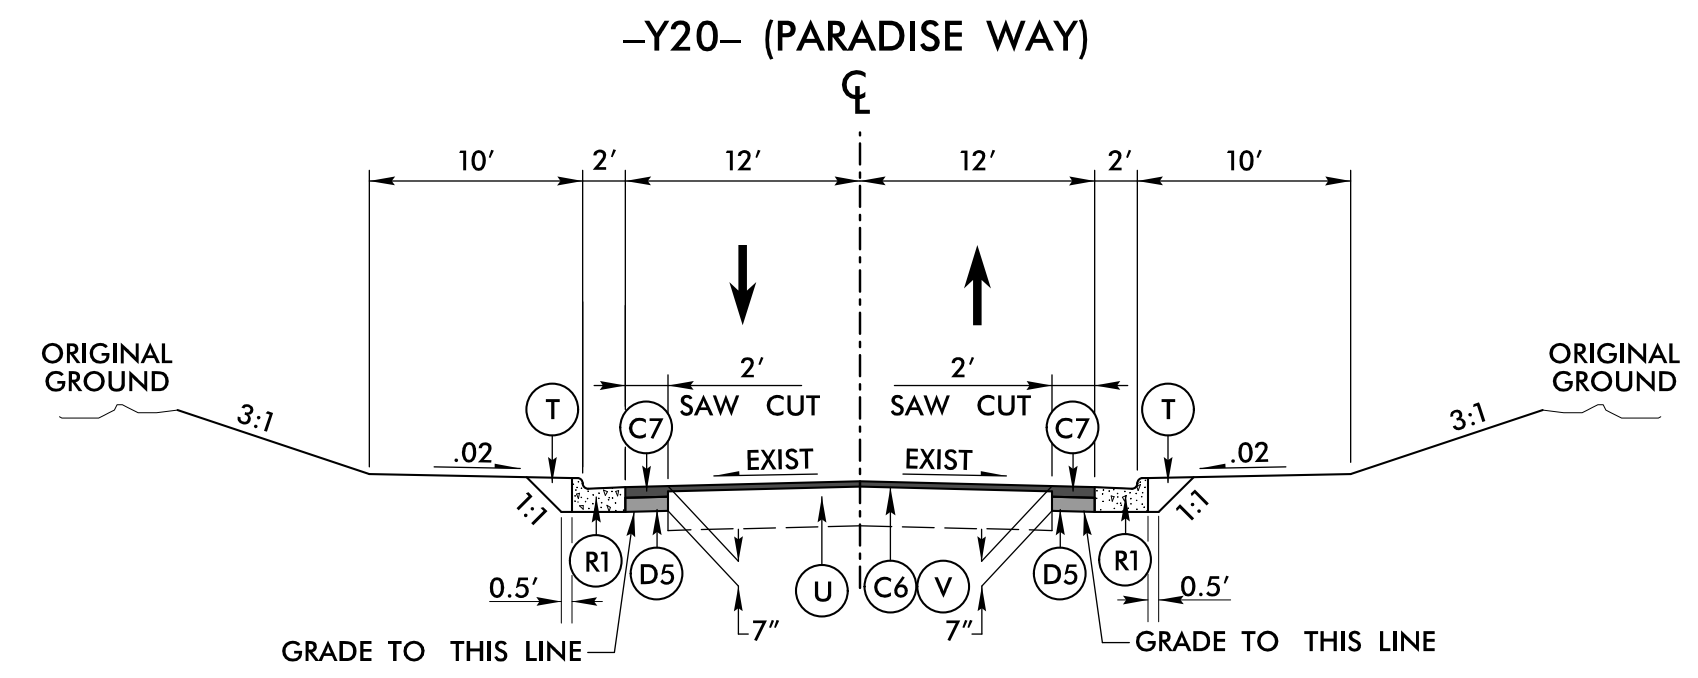 –Y20– (PARADISE WAY)
CL
10' 2' 12' 12' 2' 10'
2' 2'
SAW CUT SAW CUT
ORIGINAL
GROUND
ORIGINAL
GROUND
3:1 T C7 C7 T 3:1
.02 EXIST EXIST .02
1:1 1:1
R1 D5 U C6 V D5 R1
0.5' 0.5'
7" 7"
GRADE TO THIS LINE
GRADE TO THIS LINE